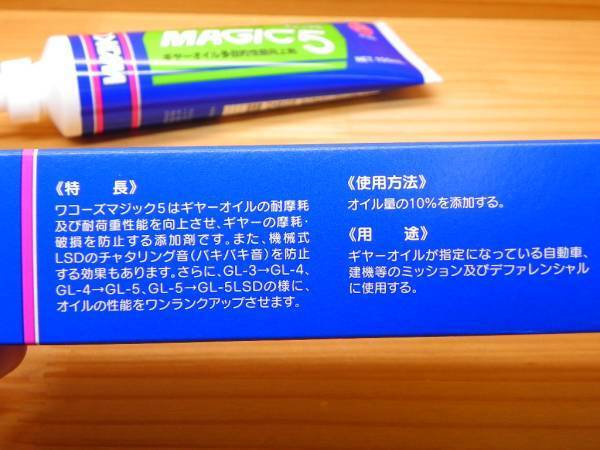 MAGIC 5
ギヤーオイル多目的性能向上剤
《特　長》
ワコーズマジック5はギヤーオイルの耐摩耗
及び耐荷重性能を向上させ、ギヤーの摩耗・
破損を防止する添加剤です。また、機械式
LSDのチャタリング音(バキバキ音)を防止
する効果もあります。さらに、GL-3→GL-4、
GL-4→GL-5、GL-5→GL-5LSDの様に、
オイルの性能をワンランクアップさせます。
《使用方法》
オイル量の10%を添加する。
《用　途》
ギヤーオイルが指定になっている自動車、
建機等のミッション及びデファレンシャル
に使用する。